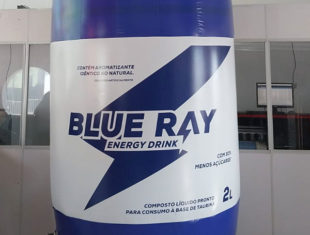 CONTÉM AROMATIZANTE
IDÊNTICO AO NATURAL.
BLUE RAY
ENERGY DRINK
COM 50%
MENOS AÇÚCARES*
2L
COMPOSTO LÍQUIDO PRONTO
PARA CONSUMO À BASE DE TAURINA